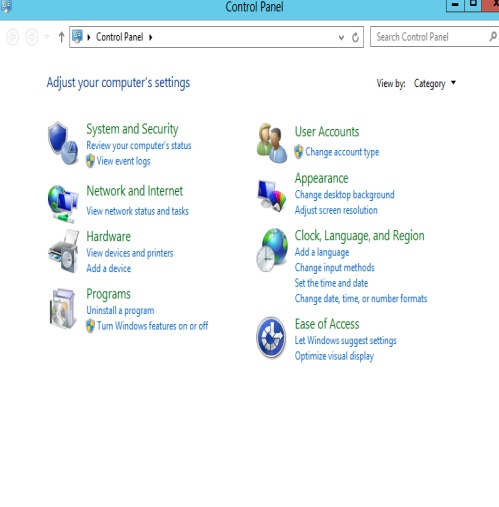 Control Panel
Control Panel
Search Control Panel
Adjust your computer's settings
View by: Category
System and Security
Review your computer's status
View event logs
Network and Internet
View network status and tasks
Hardware
View devices and printers
Add a device
Programs
Uninstall a program
Turn Windows features on or off
User Accounts
Change account type
Appearance
Change desktop background
Adjust screen resolution
Clock, Language, and Region
Add a language
Change input methods
Set the time and date
Change date, time, or number formats
Ease of Access
Let Windows suggest settings
Optimize visual display